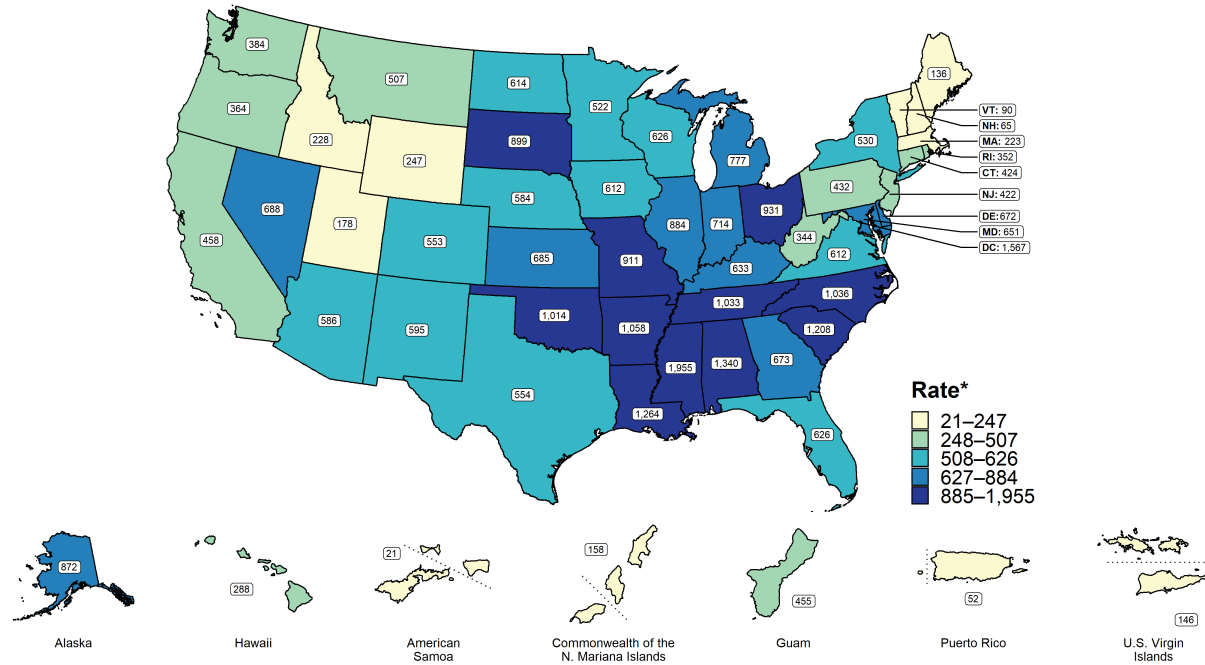 384
507
614
522
626
777
530
136
364
228
247
899
VT: 90
NH: 65
MA: 223
RI: 352
CT: 424
NJ: 422
DE: 672
MD: 651
DC: 1,567
458
688
178
553
584
612
884
714
931
432
344
612
685
911
633
1,036
1,033
586
595
1,014
1,058
1,208
673
1,340
1,955
554
1,264
626
Rate*
21–247
248–507
508–626
627–884
885–1,955
872
Alaska
288
Hawaii
21
American
Samoa
158
Commonwealth of the
N. Mariana Islands
455
Guam
52
Puerto Rico
146
U.S. Virgin
Islands